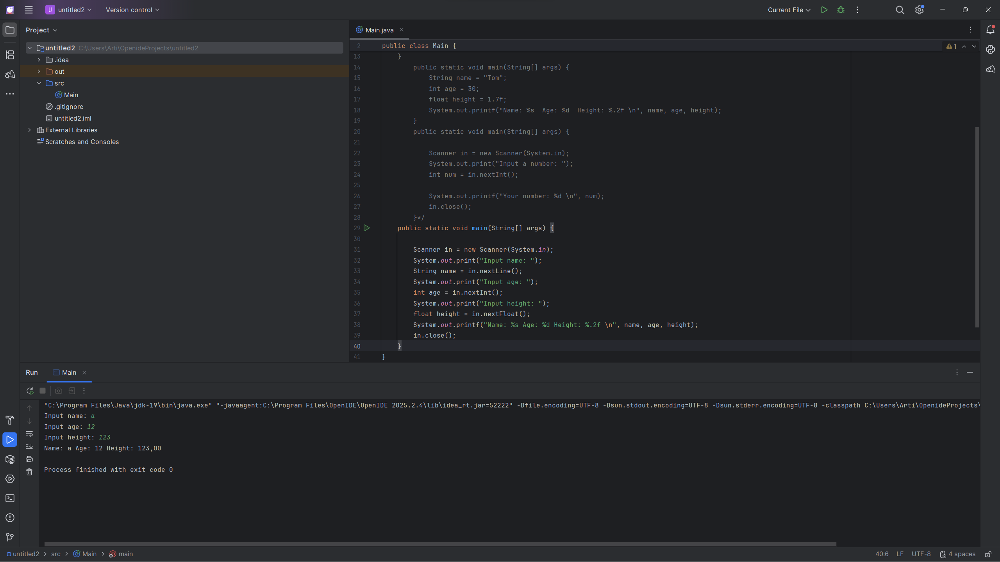 U untitled2 Version control Current File
Project
Main.java
untitled2 C:\Users\Arti\OpenideProjects\untitled2
.idea
out
src
Main
.gitignore
untitled2.iml
External Libraries
Scratches and Consoles
1
2 public class Main {
13 }
14 public static void main(String[] args) {
15 String name = "Tom";
16 int age = 30;
17 float height = 1.7f;
18 System.out.printf("Name: %s  Age: %d  Height: %.2f \n", name, age, height);
19 }
20 public static void main(String[] args) {
21
22 Scanner in = new Scanner(System.in);
23 System.out.print("Input a number: ");
24 int num = in.nextInt();
25
26 System.out.printf("Your number: %d \n", num);
27 in.close();
28 }*/
29 public static void main(String[] args) {
30
31 Scanner in = new Scanner(System.in);
32 System.out.print("Input name: ");
33 String name = in.nextLine();
34 System.out.print("Input age: ");
35 int age = in.nextInt();
36 System.out.print("Input height: ");
37 float height = in.nextFloat();
38 System.out.printf("Name: %s Age: %d Height: %.2f \n", name, age, height);
39 in.close();
40 }
41 }
Run Main
"C:\Program Files\Java\jdk-19\bin\java.exe" "-javaagent:C:\Program Files\OpenIDE\OpenIDE 2025.2.4\lib\idea_rt.jar=52222" -Dfile.encoding=UTF-8 -Dsun.stdout.encoding=UTF-8 -Dsun.stderr.encoding=UTF-8 -classpath C:\Users\Arti\OpenideProjects\
Input name: a
Input age: 12
Input height: 123
Name: a Age: 12 Height: 123,00
Process finished with exit code 0
untitled2 > src > Main > main 40:6 LF UTF-8 4 spaces